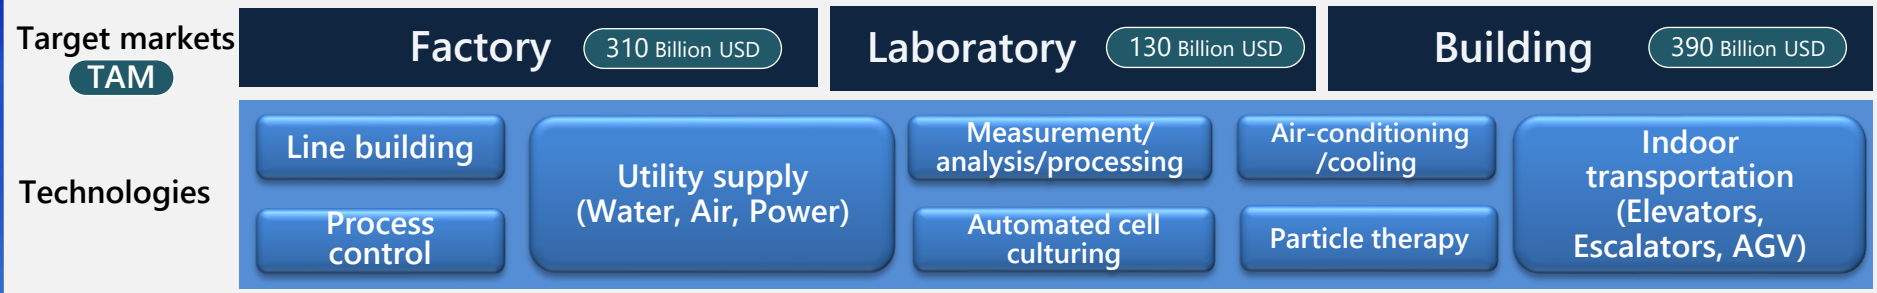 Target markets
TAM
Factory
310 Billion USD
Laboratory
130 Billion USD
Building
390 Billion USD
Technologies
Line building
Process
control
Utility supply
(Water, Air, Power)
Measurement/
analysis/processing
Automated cell
culturing
Air-conditioning
/cooling
Particle therapy
Indoor
transportation
(Elevators,
Escalators, AGV)